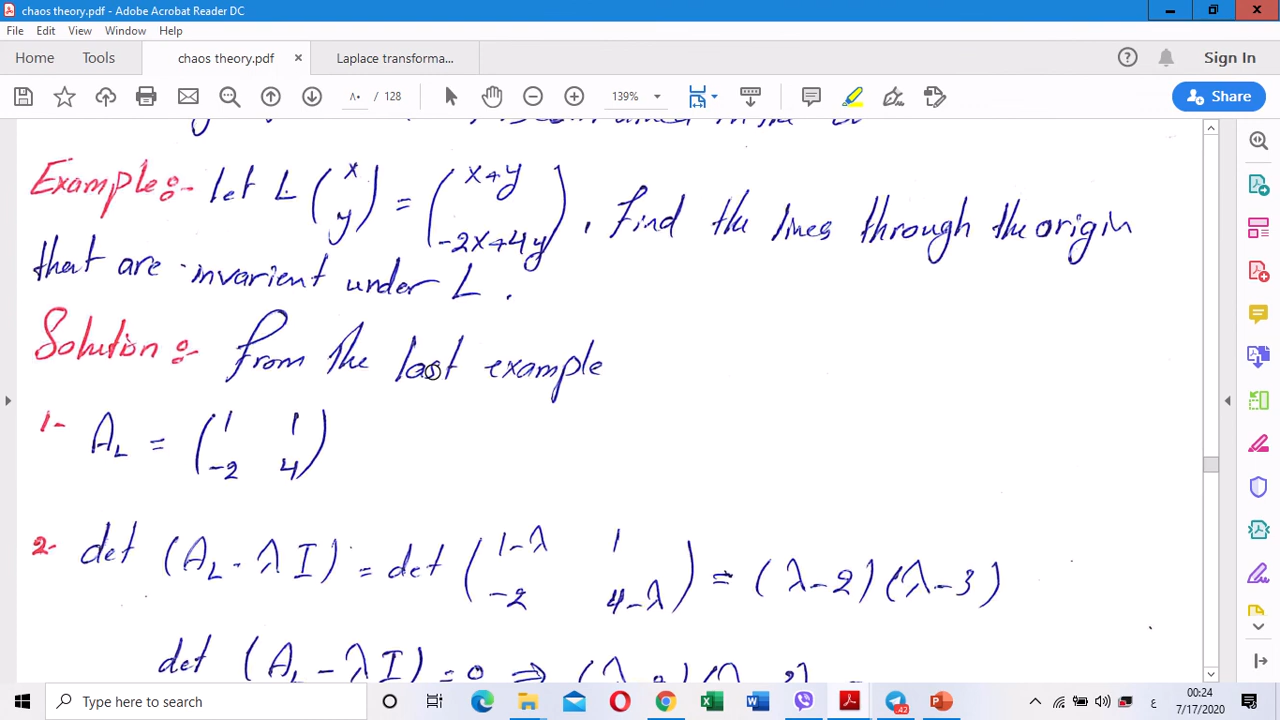 chaos theory.pdf - Adobe Acrobat Reader DC
File Edit View Window Help
Home Tools chaos theory.pdf × Laplace transforma... Sign In
٨٠ / 128 139% Share
Example:- let L (x y) = (x+y -2x+4y) . Find the lines through the origin
that are invarient under L .
Solution:- from the last example
1- A_L = (1 1 -2 4)
2- det (A_L - λ I) = det (1-λ 1 -2 4-λ) = (λ-2)(λ-3)
det (A_L - λ I) = 0 ⇒
Type here to search
42
ع
00:24
7/17/2020